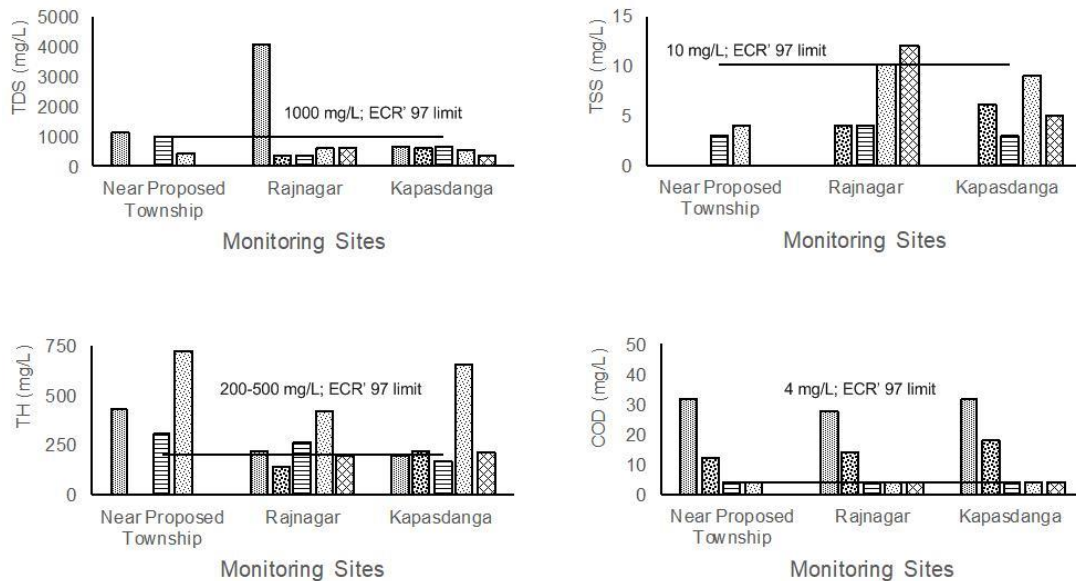 TDS (mg/L)
5000
4000
3000
2000
1000
0
1000 mg/L; ECR' 97 limit
Near Proposed
Township
Rajnagar
Kapasdanga
Monitoring Sites
TSS (mg/L)
15
10
5
0
10 mg/L; ECR' 97 limit
Near Proposed
Township
Rajnagar
Kapasdanga
Monitoring Sites
TH (mg/L)
750
500
250
0
200-500 mg/L; ECR' 97 limit
Near Proposed
Township
Rajnagar
Kapasdanga
Monitoring Sites
COD (mg/L)
50
40
30
20
10
0
4 mg/L; ECR' 97 limit
Near Proposed
Township
Rajnagar
Kapasdanga
Monitoring Sites